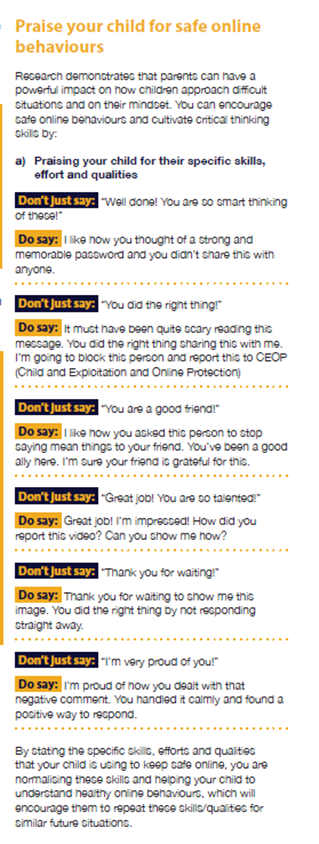 Praise your child for safe online
behaviours
Research demonstrates that parents can have a
powerful impact on how children approach difficult
situations and on their mindset. You can encourage
safe online behaviours and cultivate critical thinking
skills by:
a) Praising your child for their specific skills,
effort and qualities
Don't just say: "Well done! You are so smart thinking
of these!"
Do say: I like how you thought of a strong and
memorable password and you didn't share this with
anyone.
Don't just say: "You did the right thing!"
Do say: It must have been quite scary reading this
message. You did the right thing sharing this with me.
I'm going to block this person and report this to CEOP
(Child and Exploitation and Online Protection)
Don't just say: "You are a good friend!"
Do say: I like how you asked this person to stop
saying mean things to your friend. You've been a good
ally here. I'm sure your friend is grateful for this.
Don't just say: "Great job! You are so talented!"
Do say: Great job! I'm impressed! How did you
report this video? Can you show me how?
Don't just say: "Thank you for waiting!"
Do say: Thank you for waiting to show me this
image. You did the right thing by not responding
straight away.
Don't just say: "I'm very proud of you!"
Do say: I'm proud of how you dealt with that
negative comment. You handled it calmly and found a
positive way to respond.
By stating the specific skills, efforts and qualities
that your child is using to keep safe online, you are
normalising these skills and helping your child to
understand healthy online behaviours, which will
encourage them to repeat these skills/qualities for
similar future situations.